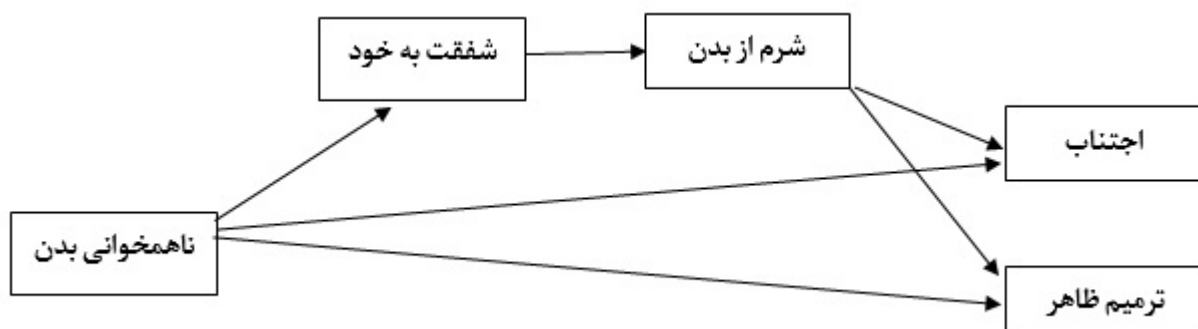 شرم از بدن
شفقت به خود
اجتناب
ناهمخوانی بدن
ترمیم ظاهر